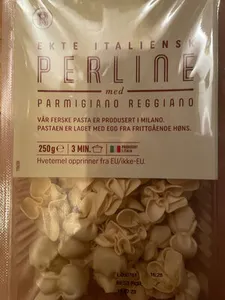 EKTE ITALIENSK
PERLINE
med
PARMIGIANO REGGIANO
VÅR FERSKE PASTA ER PRODUSERT I MILANO.
PASTAEN ER LAGET MED EGG FRA FRITTGÅENDE HØNS.
250g 3 MIN.
Hvetemel opprinner fra EU/ikke-EU.